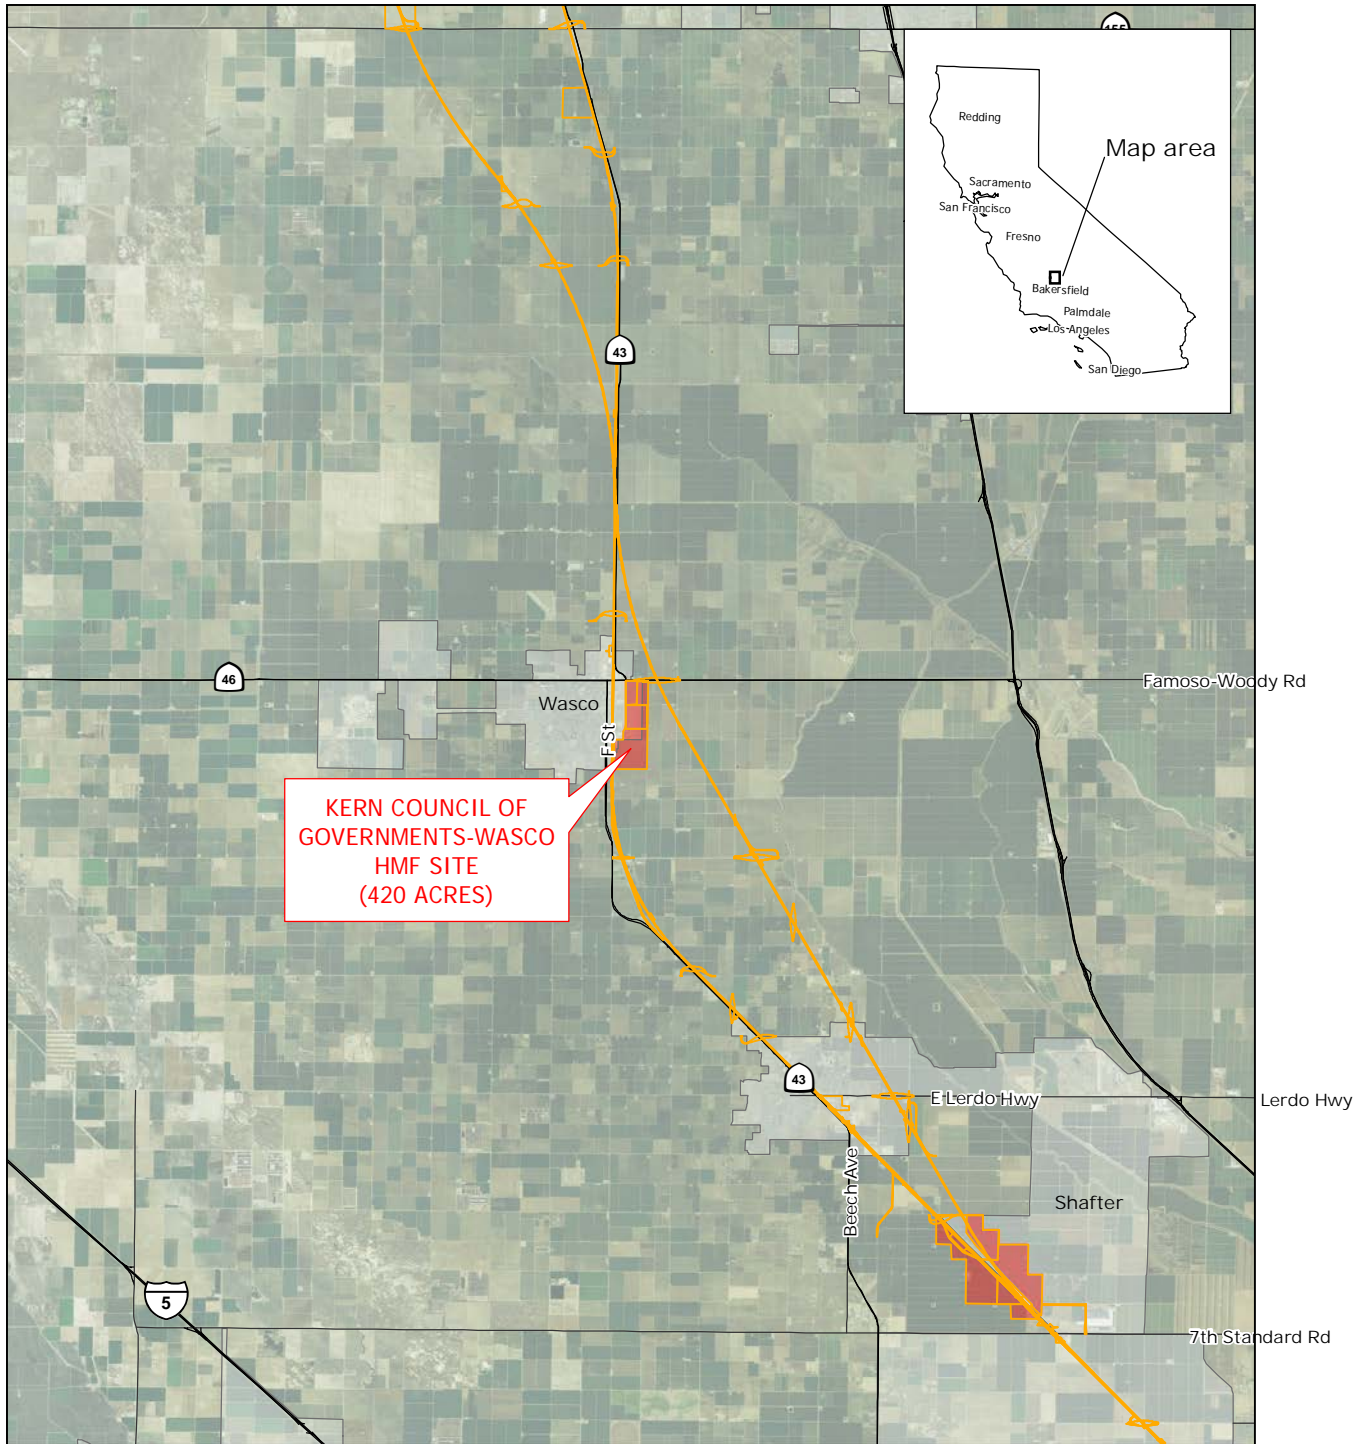 155
Redding
Map area
Sacramento
San Francisco
Fresno
Bakersfield
Palmdale
Los Angeles
San Diego
43
46
Famoso-Woody Rd
Wasco
F St
KERN COUNCIL OF
GOVERNMENTS-WASCO
HMF SITE
(420 ACRES)
43
E Lerdo Hwy
Lerdo Hwy
Beech Ave
Shafter
5
7th Standard Rd